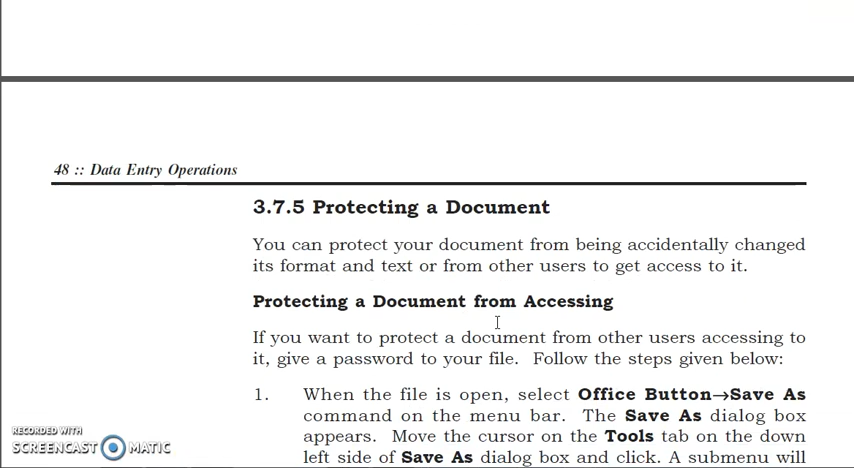 48 :: Data Entry Operations
3.7.5 Protecting a Document
You can protect your document from being accidentally changed
its format and text or from other users to get access to it.
Protecting a Document from Accessing
If you want to protect a document from other users accessing to
it, give a password to your file. Follow the steps given below:
1. When the file is open, select Office Button→Save As
command on the menu bar. The Save As dialog box
appears. Move the cursor on the Tools tab on the down
left side of Save As dialog box and click. A submenu will
RECORDED WITH
SCREENCAST MATIC